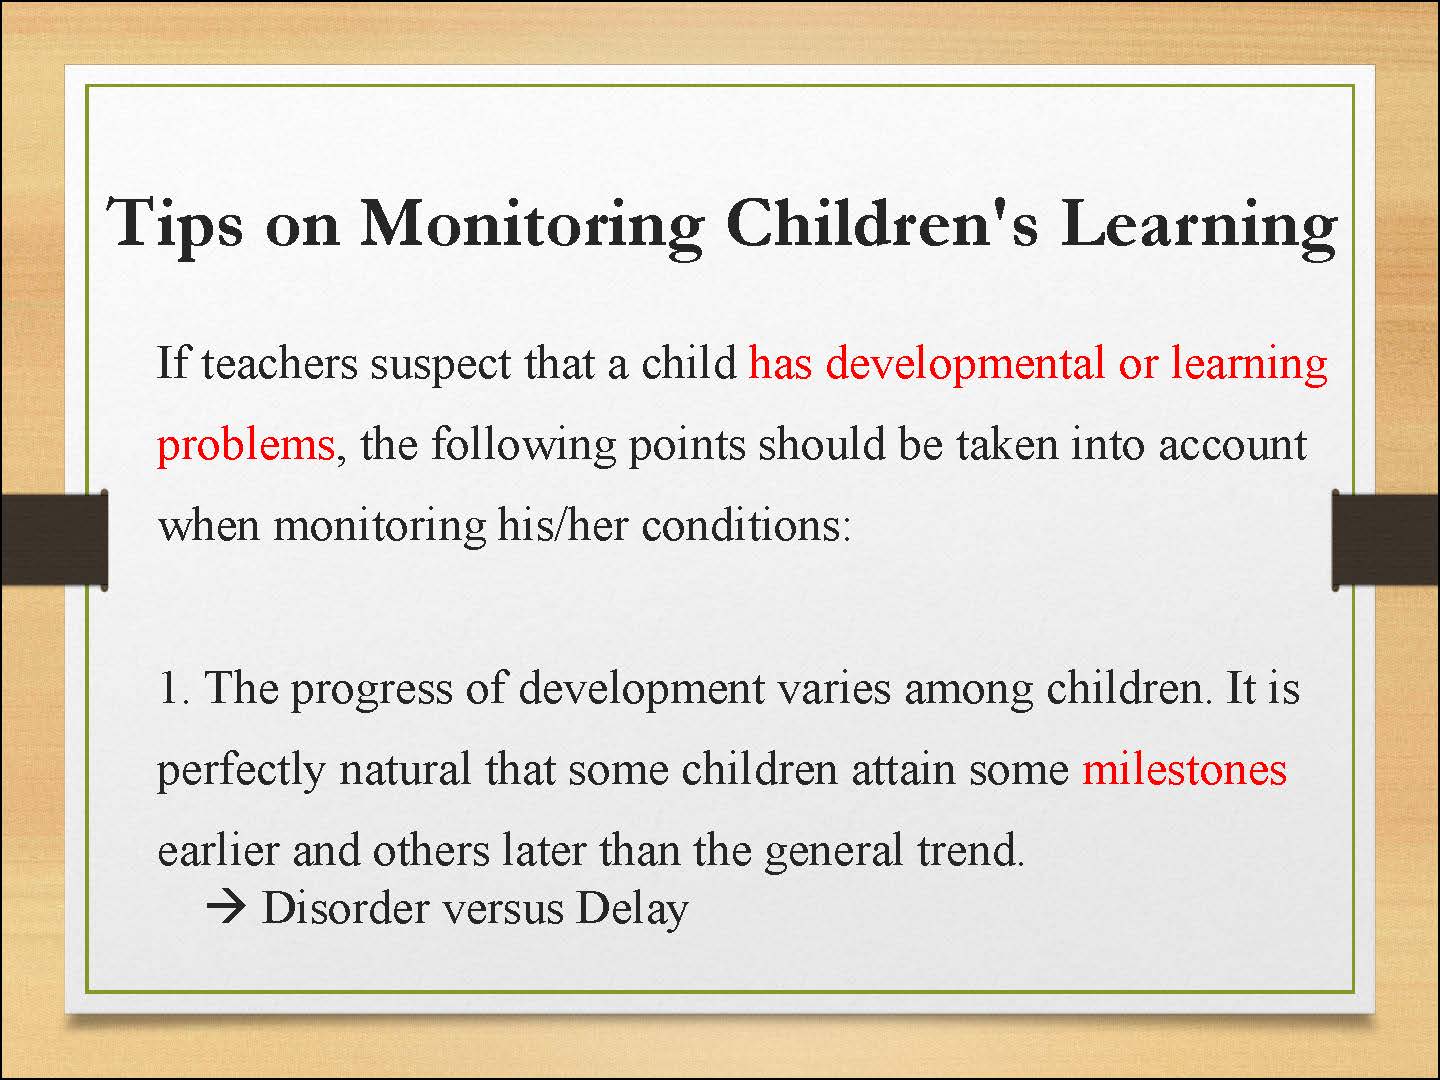 Tips on Monitoring Children's Learning
If teachers suspect that a child has developmental or learning
problems, the following points should be taken into account
when monitoring his/her conditions:
1. The progress of development varies among children. It is
perfectly natural that some children attain some milestones
earlier and others later than the general trend.
→ Disorder versus Delay